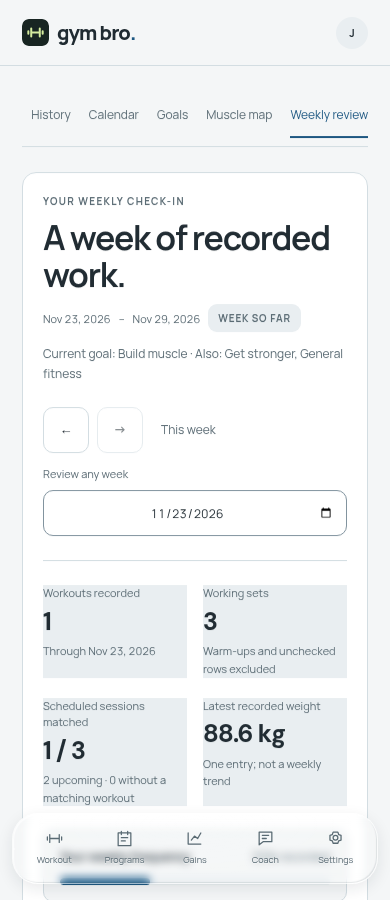 gym bro.
J
History
Calendar
Goals
Muscle map
Weekly review
YOUR WEEKLY CHECK-IN
A week of recorded
work.
Nov 23, 2026 – Nov 29, 2026
WEEK SO FAR
Current goal: Build muscle · Also: Get stronger, General
fitness
←
→
This week
Review any week
11/23/2026
Workouts recorded
1
Through Nov 23, 2026
Working sets
3
Warm-ups and unchecked
rows excluded
Scheduled sessions
matched
1 / 3
2 upcoming · 0 without a
matching workout
Latest recorded weight
88.6 kg
One entry; not a weekly
trend
Workout
Programs
Gains
Coach
Settings